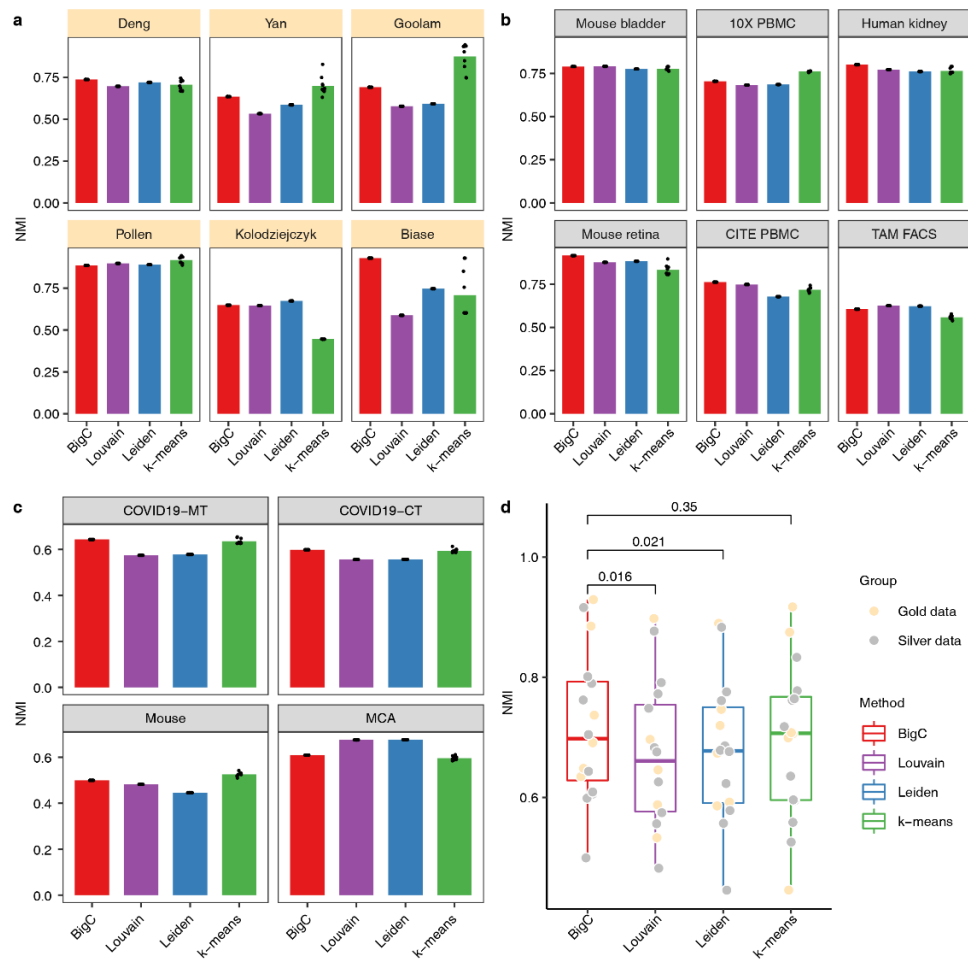 a
Deng Yan Goolam
0.75
0.50
0.25
0.00
NMI
Pollen Kolodziejczyk Biase
0.75
0.50
0.25
0.00
BigC Louvain Leiden k−means BigC Louvain Leiden k−means BigC Louvain Leiden k−means
b
Mouse bladder 10X PBMC Human kidney
0.75
0.50
0.25
0.00
NMI
Mouse retina CITE PBMC TAM FACS
0.75
0.50
0.25
0.00
BigC Louvain Leiden k−means BigC Louvain Leiden k−means BigC Louvain Leiden k−means
c
COVID19−MT COVID19−CT
0.6
0.4
0.2
0.0
NMI
Mouse MCA
0.6
0.4
0.2
0.0
BigC Louvain Leiden k−means BigC Louvain Leiden k−means
d
0.35
0.021
0.016
1.0
0.8
0.6
NMI
BigC Louvain Leiden k−means
Group
Gold data
Silver data
Method
BigC
Louvain
Leiden
k−means